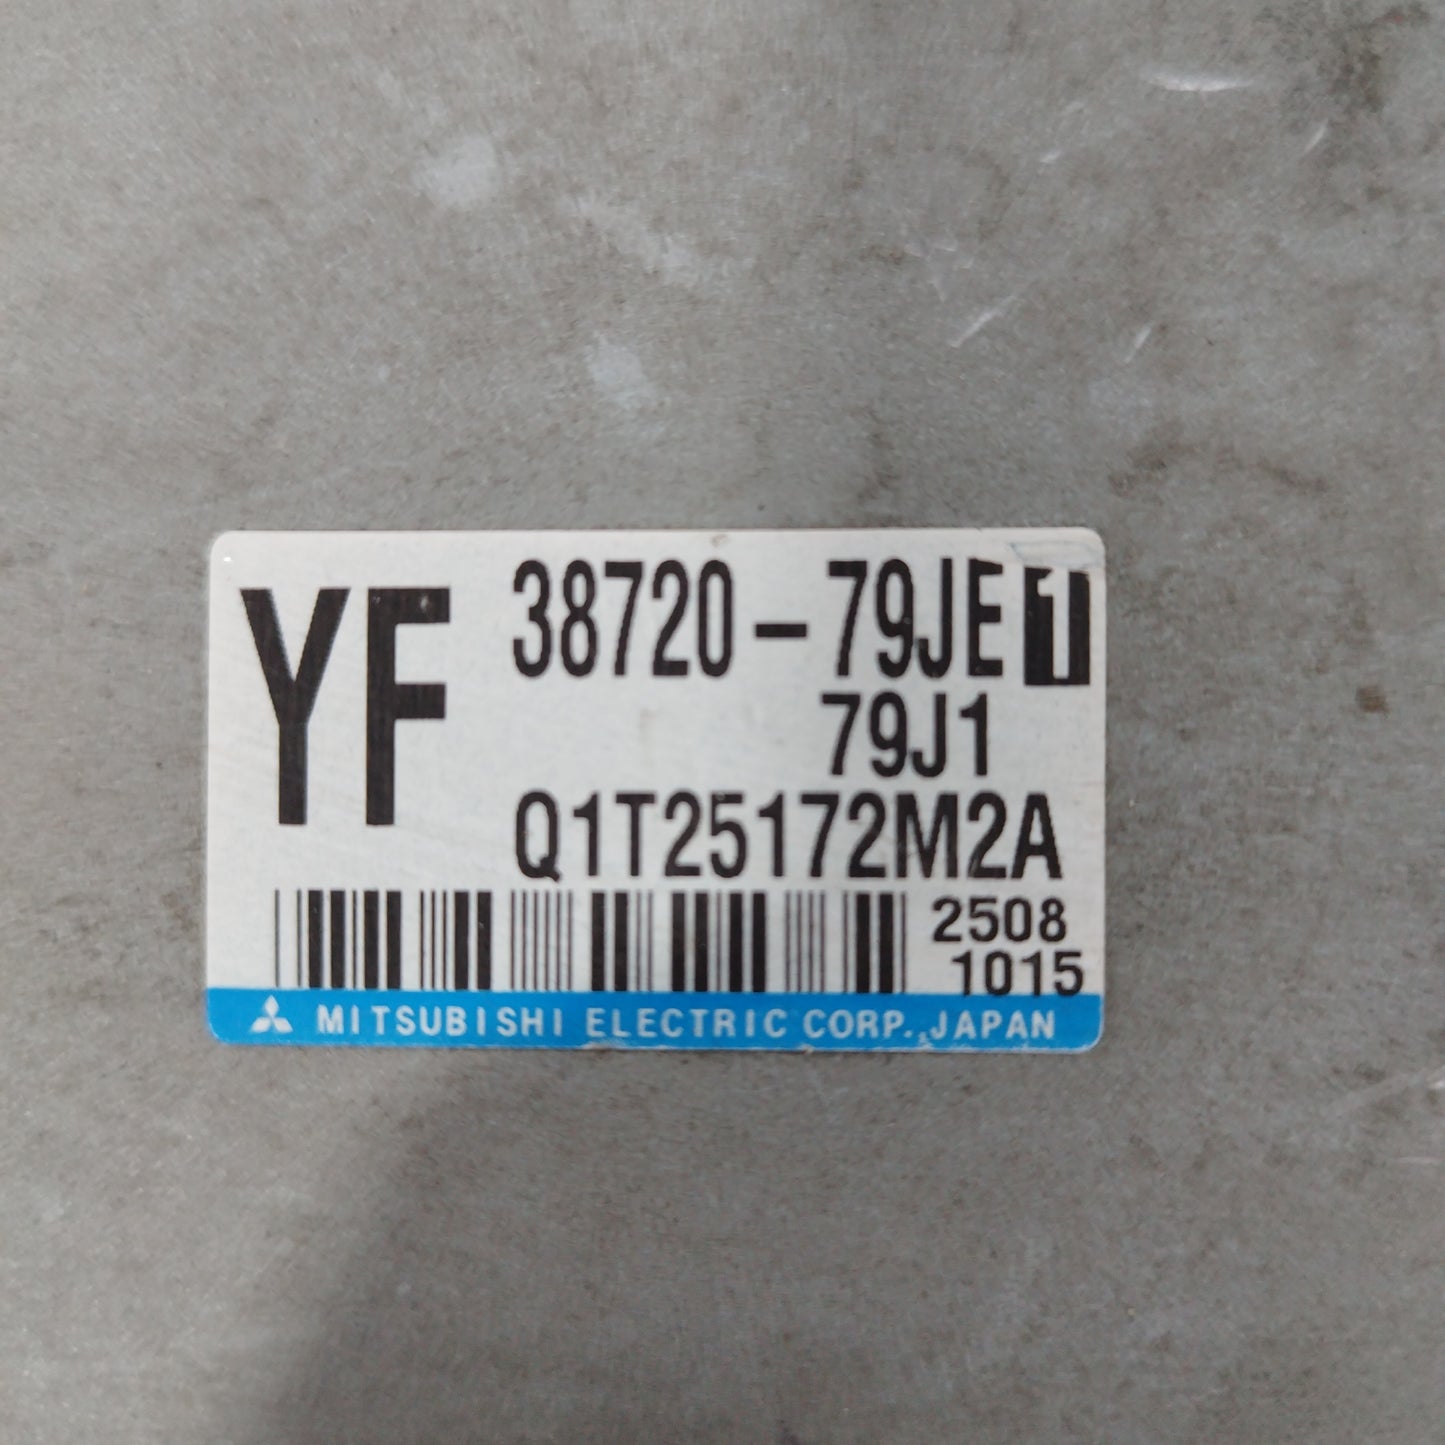 YF
38720-79JE1
79J1
Q1T25172M2A
2508
1015
MITSUBISHI ELECTRIC CORP., JAPAN